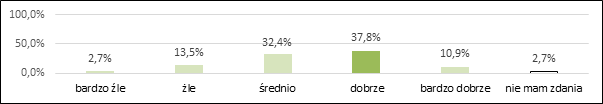 100,0%
50,0%
0,0%
2,7%
13,5%
32,4%
37,8%
10,9%
2,7%
bardzo źle
źle
średnio
dobrze
bardzo dobrze
nie mam zdania